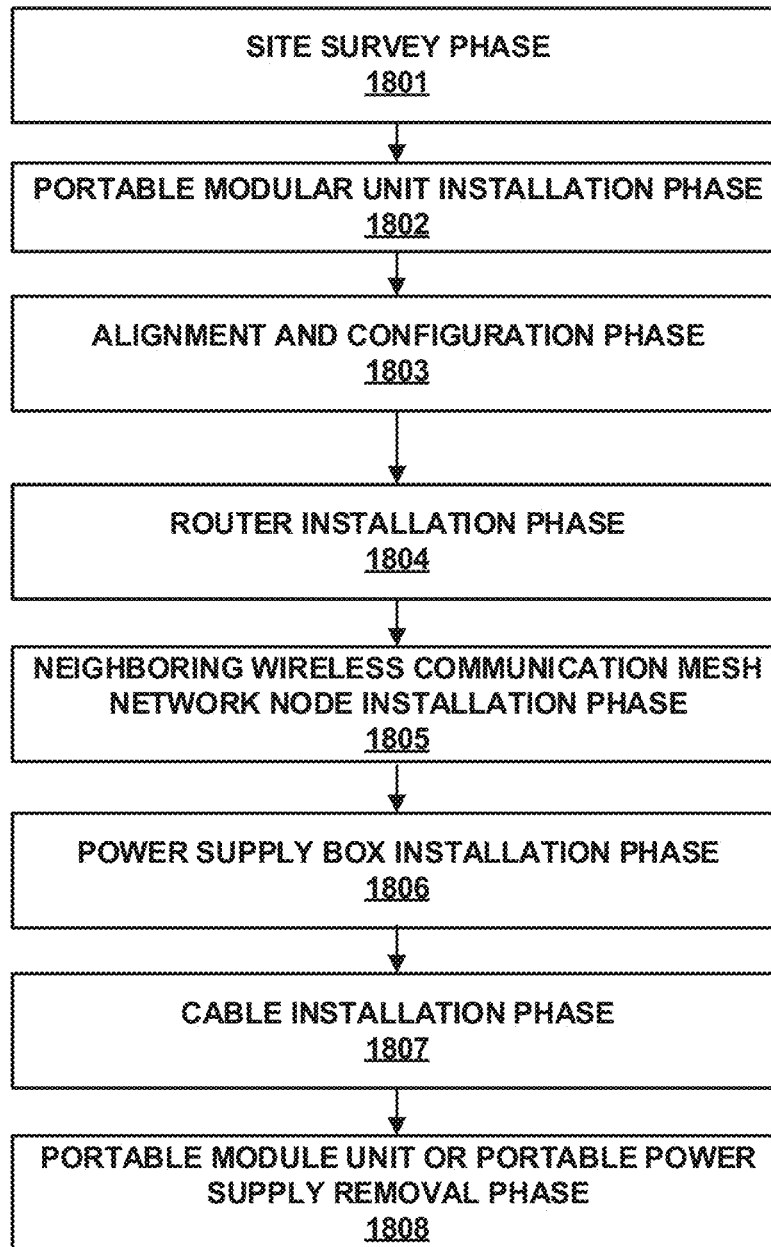 SITE SURVEY PHASE
1801
PORTABLE MODULAR UNIT INSTALLATION PHASE
1802
ALIGNMENT AND CONFIGURATION PHASE
1803
ROUTER INSTALLATION PHASE
1804
NEIGHBORING WIRELESS COMMUNICATION MESH
NETWORK NODE INSTALLATION PHASE
1805
POWER SUPPLY BOX INSTALLATION PHASE
1806
CABLE INSTALLATION PHASE
1807
PORTABLE MODULE UNIT OR PORTABLE POWER
SUPPLY REMOVAL PHASE
1808